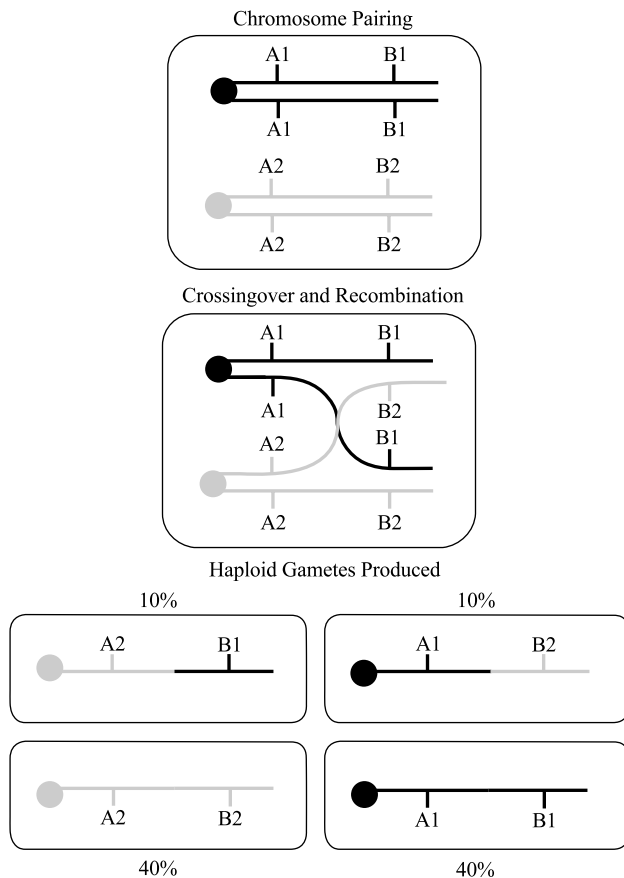 Chromosome Pairing
A1 B1
A1 B1
A2 B2
A2 B2
Crossingover and Recombination
A1 B1
A1 B2
A2 B1
A2 B2
Haploid Gametes Produced
10% 10%
A2 B1 A1 B2
A2 B2 A1 B1
40% 40%